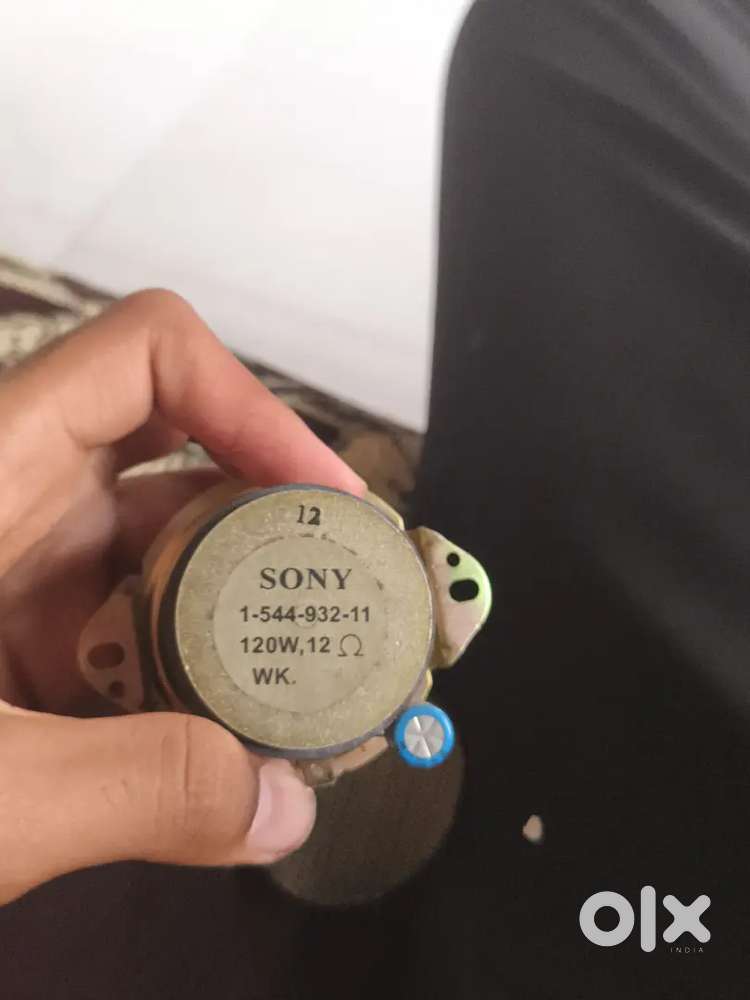 12
SONY
1-544-932-11
120W,12 Ω
WK.
olx
INDIA